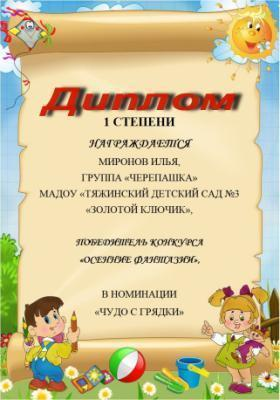 Диплом
1 СТЕПЕНИ
НАГРАЖДАЕТСЯ
МИРОНОВ ИЛЬЯ,
ГРУППА «ЧЕРЕПАШКА»
МАДОУ «ТЯЖИНСКИЙ ДЕТСКИЙ САД №3
«ЗОЛОТОЙ КЛЮЧИК»,
ПОБЕДИТЕЛЬ КОНКУРСА
«ОСЕННИЕ ФАНТАЗИИ»,
В НОМИНАЦИИ
«ЧУДО С ГРЯДКИ»